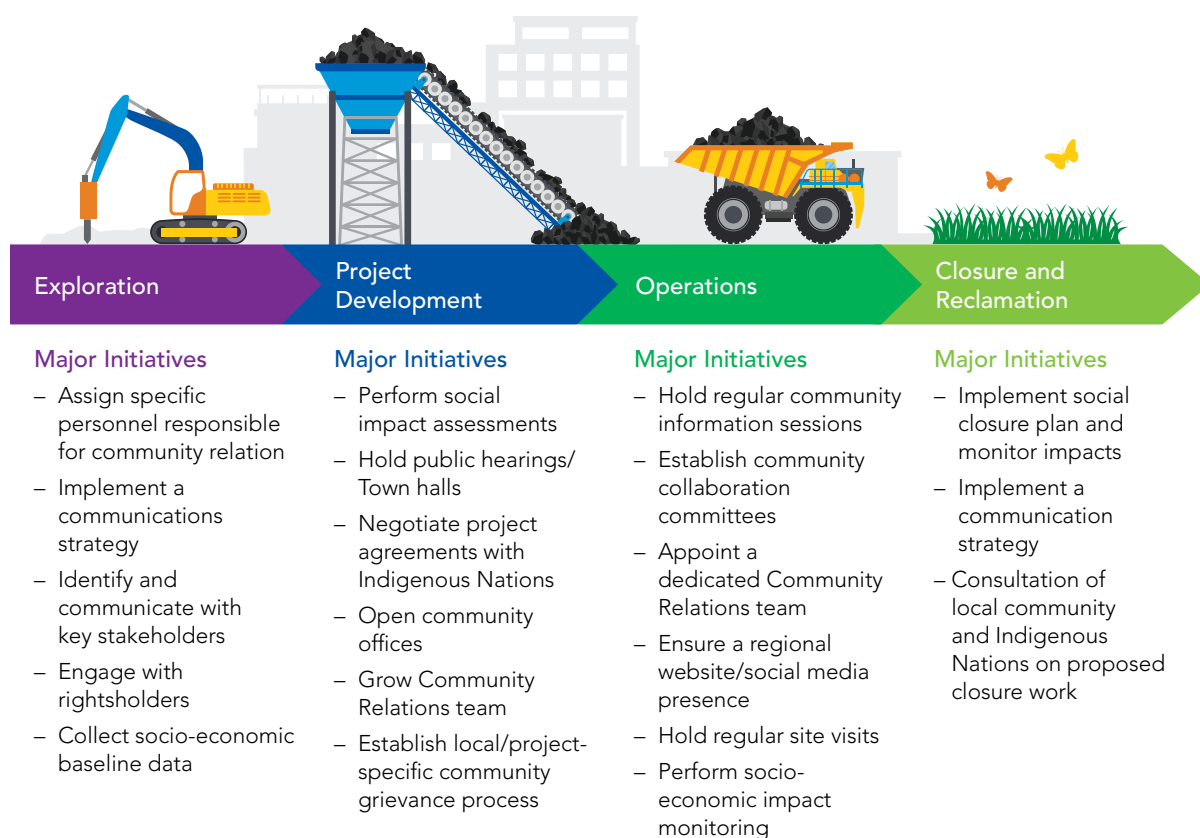 Exploration
Project
Development
Operations
Closure and
Reclamation
Major Initiatives
– Assign specific
personnel responsible
for community relation
– Implement a
communications
strategy
– Identify and
communicate with
key stakeholders
– Engage with
rightsholders
– Collect socio-economic
baseline data
Major Initiatives
– Perform social
impact assessments
– Hold public hearings/
Town halls
– Negotiate project
agreements with
Indigenous Nations
– Open community
offices
– Grow Community
Relations team
– Establish local/project-
specific community
grievance process
Major Initiatives
– Hold regular community
information sessions
– Establish community
collaboration
committees
– Appoint a
dedicated Community
Relations team
– Ensure a regional
website/social media
presence
– Hold regular site visits
– Perform socio-
economic impact
monitoring
Major Initiatives
– Implement social
closure plan and
monitor impacts
– Implement a
communication
strategy
– Consultation of
local community
and Indigenous
Nations on proposed
closure work